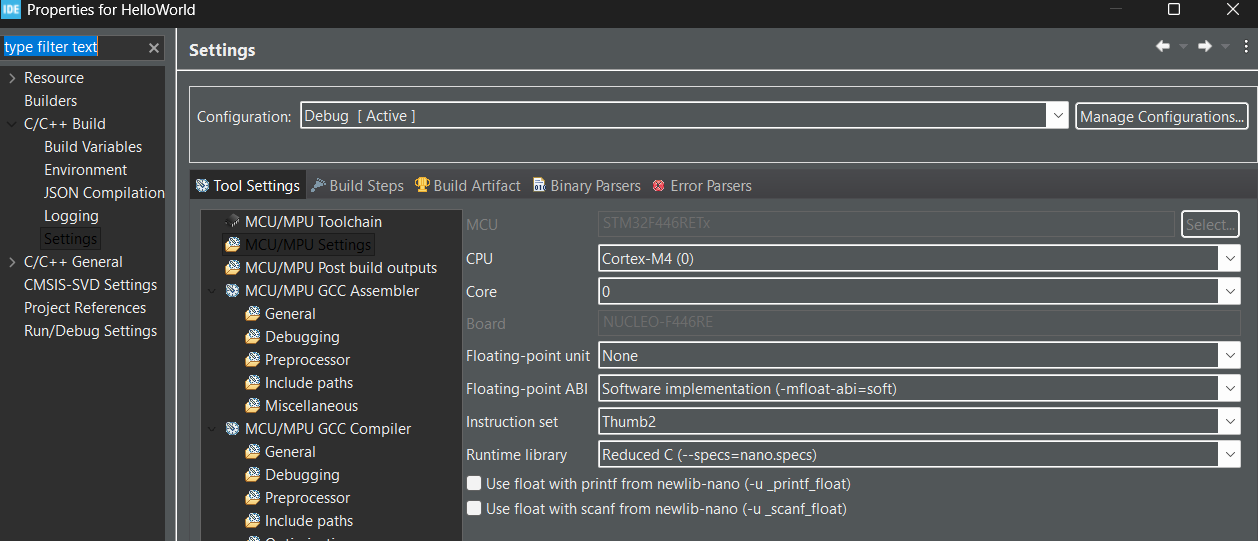 IDE Properties for HelloWorld
type filter text
Resource
Builders
C/C++ Build
Build Variables
Environment
JSON Compilation
Logging
Settings
C/C++ General
CMSIS-SVD Settings
Project References
Run/Debug Settings
Settings
Configuration: Debug [ Active ] Manage Configurations...
Tool Settings Build Steps Build Artifact Binary Parsers Error Parsers
MCU/MPU Toolchain
MCU/MPU Settings
MCU/MPU Post build outputs
MCU/MPU GCC Assembler
General
Debugging
Preprocessor
Include paths
Miscellaneous
MCU/MPU GCC Compiler
General
Debugging
Preprocessor
Include paths
MCU STM32F446RETx Select...
CPU Cortex-M4 (0)
Core 0
Board NUCLEO-F446RE
Floating-point unit None
Floating-point ABI Software implementation (-mfloat-abi=soft)
Instruction set Thumb2
Runtime library Reduced C (--specs=nano.specs)
Use float with printf from newlib-nano (-u _printf_float)
Use float with scanf from newlib-nano (-u _scanf_float)